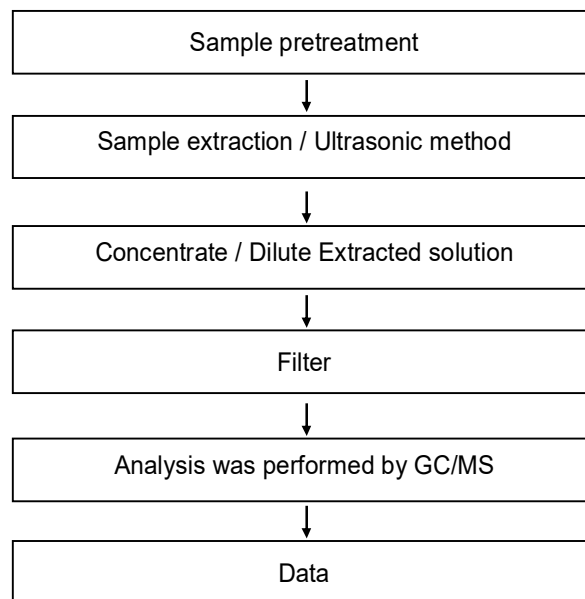 Sample pretreatment
Sample extraction / Ultrasonic method
Concentrate / Dilute Extracted solution
Filter
Analysis was performed by GC/MS
Data